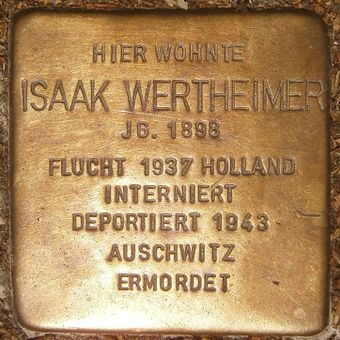 HIER WOHNTE
ISAAK WERTHEIMER
JG. 1898
FLUCHT 1937 HOLLAND
INTERNIERT
DEPORTIERT 1943
AUSCHWITZ
ERMORDET